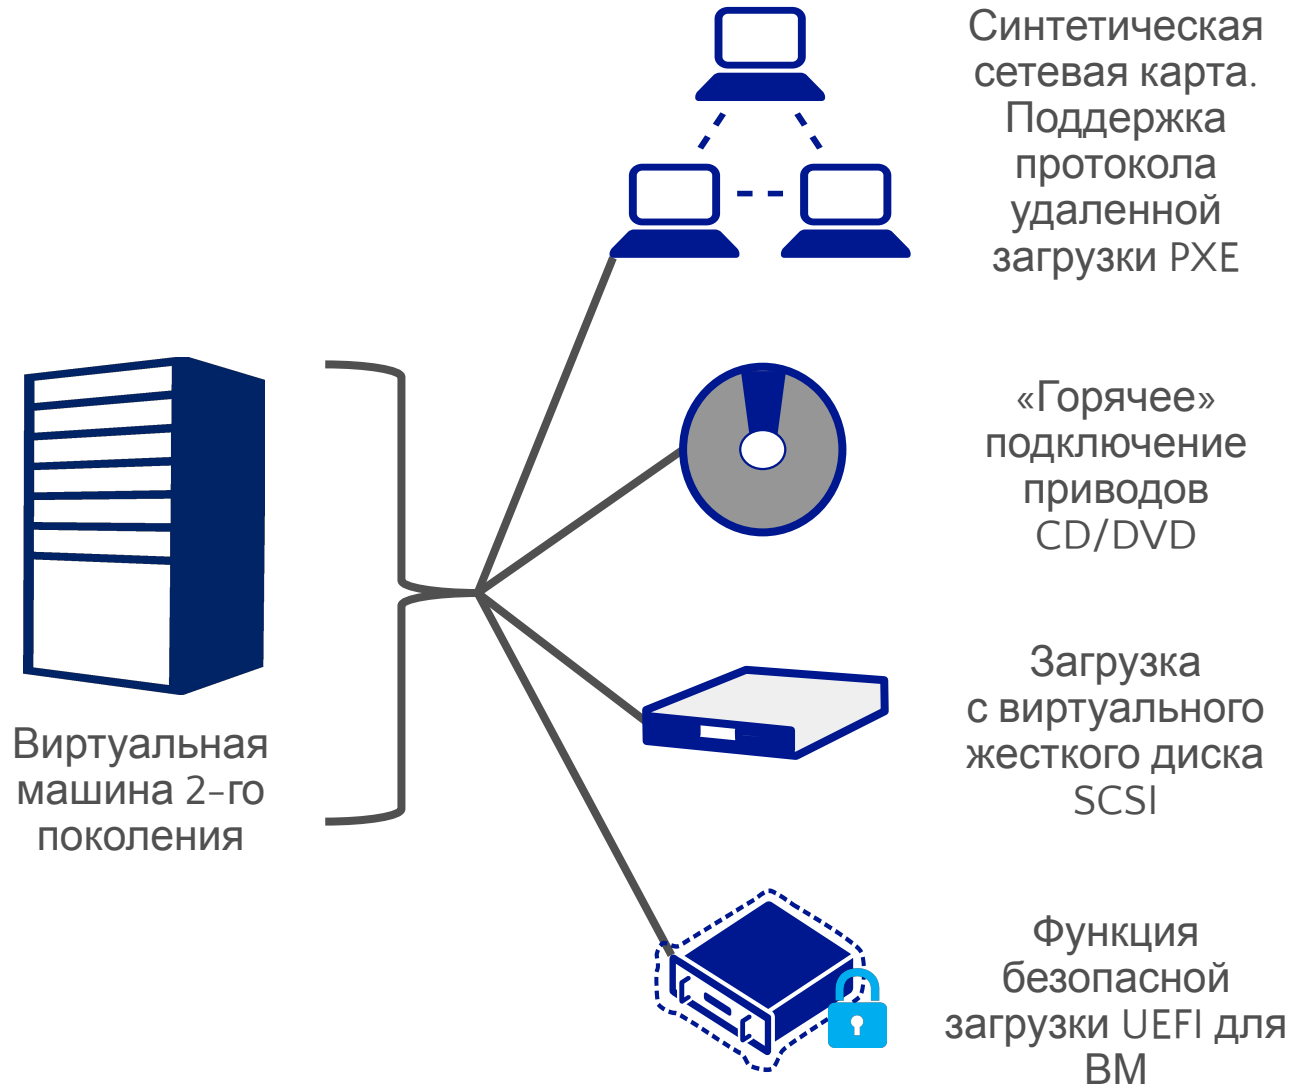 Синтетическая
сетевая карта.
Поддержка
протокола
удаленной
загрузки PXE
«Горячее»
подключение
приводов
CD/DVD
Загрузка
с виртуального
жесткого диска
SCSI
Виртуальная
машина 2-го
поколения
Функция
безопасной
загрузки UEFI для
ВМ